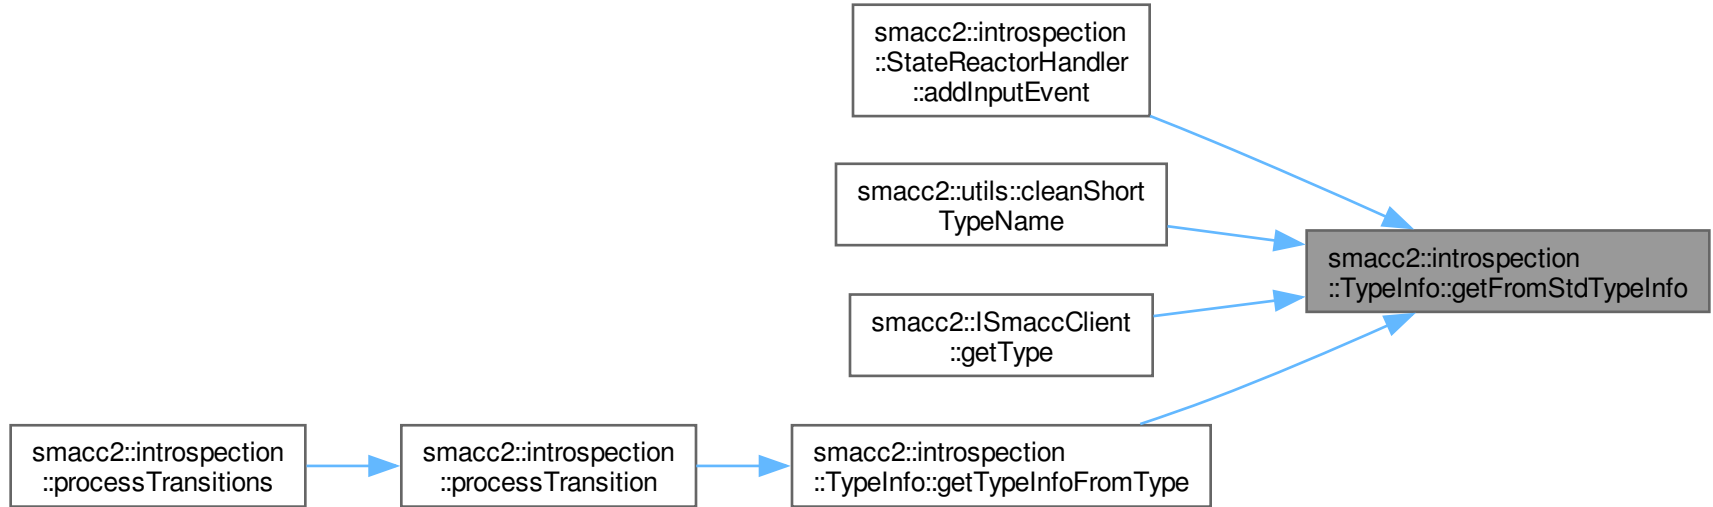 smacc2::introspection
::StateReactorHandler
::addInputEvent
smacc2::utils::cleanShort
TypeName
smacc2::introspection
::TypeInfo::getFromStdTypeInfo
smacc2::ISmaccClient
::getType
smacc2::introspection
::processTransitions
smacc2::introspection
::processTransition
smacc2::introspection
::TypeInfo::getTypeInfoFromType